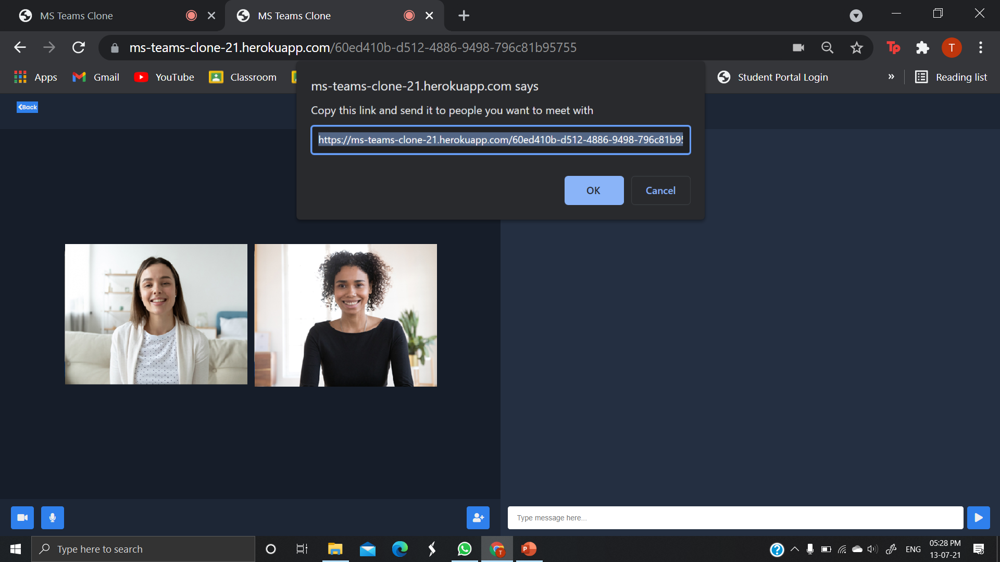 MS Teams Clone
MS Teams Clone
ms-teams-clone-21.herokuapp.com/60ed410b-d512-4886-9498-796c81b95755
Tp
T
Apps
Gmail
YouTube
Classroom
Student Portal Login
»
Reading list
ms-teams-clone-21.herokuapp.com says
Copy this link and send it to people you want to meet with
https://ms-teams-clone-21.herokuapp.com/60ed410b-d512-4886-9498-796c81b95
OK
Cancel
Back
Type message here...
Type here to search
T
P
?
ENG
05:28 PM
13-07-21